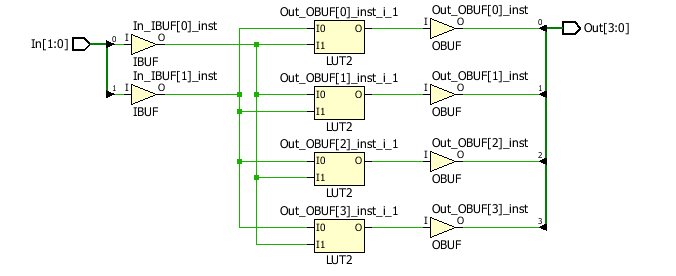 Out_OBUF[0]_inst_i_1 Out_OBUF[0]_inst
In_IBUF[0]_inst I0 O I O 0 Out[3:0]
In[1:0] 0 I O I1 OBUF
IBUF LUT2
In_IBUF[1]_inst Out_OBUF[1]_inst_i_1 Out_OBUF[1]_inst
1 I O I0 O I O 1
IBUF I1 OBUF
LUT2
Out_OBUF[2]_inst_i_1 Out_OBUF[2]_inst
I0 O I O 2
I1 OBUF
LUT2
Out_OBUF[3]_inst_i_1 Out_OBUF[3]_inst
I0 O I O 3
I1 OBUF
LUT2